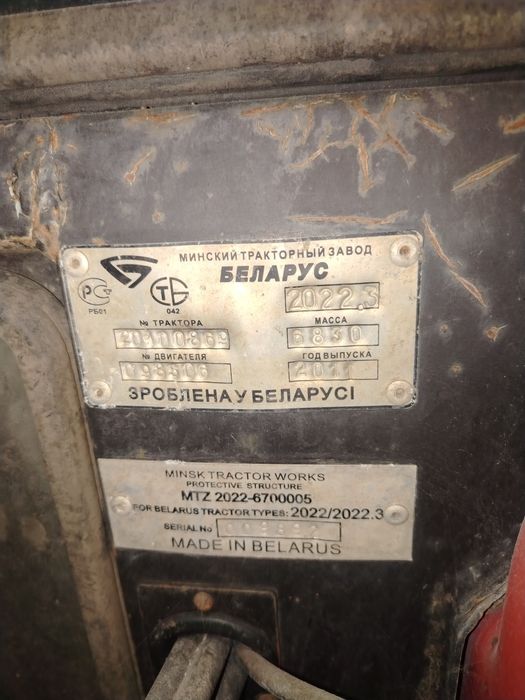 МИНСКИЙ ТРАКТОРНЫЙ ЗАВОД
БЕЛАРУС
2022.3
РБ01
042
№ ТРАКТОРА
МАССА
6830
№ ДВИГАТЕЛЯ
ГОД ВЫПУСКА
098506
2011
ЗРОБЛЕНА У БЕЛАРУСІ
MINSK TRACTOR WORKS
PROTECTIVE STRUCTURE
MTZ 2022-6700005
FOR BELARUS TRACTOR TYPES: 2022/2022.3
SERIAL No
MADE IN BELARUS